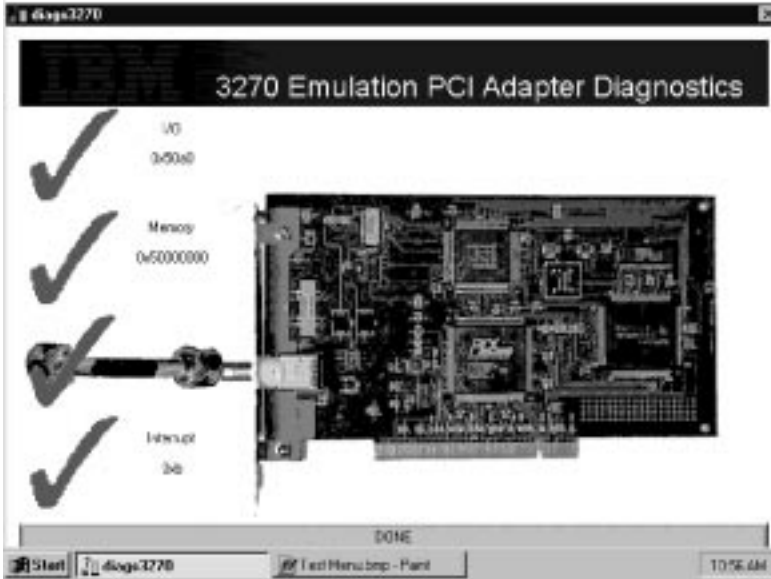 diags3270
IBM
3270 Emulation PCI Adapter Diagnostics
I/O
0x50a0
Memory
0x50000000
Interrupt
0xb
DONE
Start
diags3270
Test Menu.bmp - Paint
10:56 AM